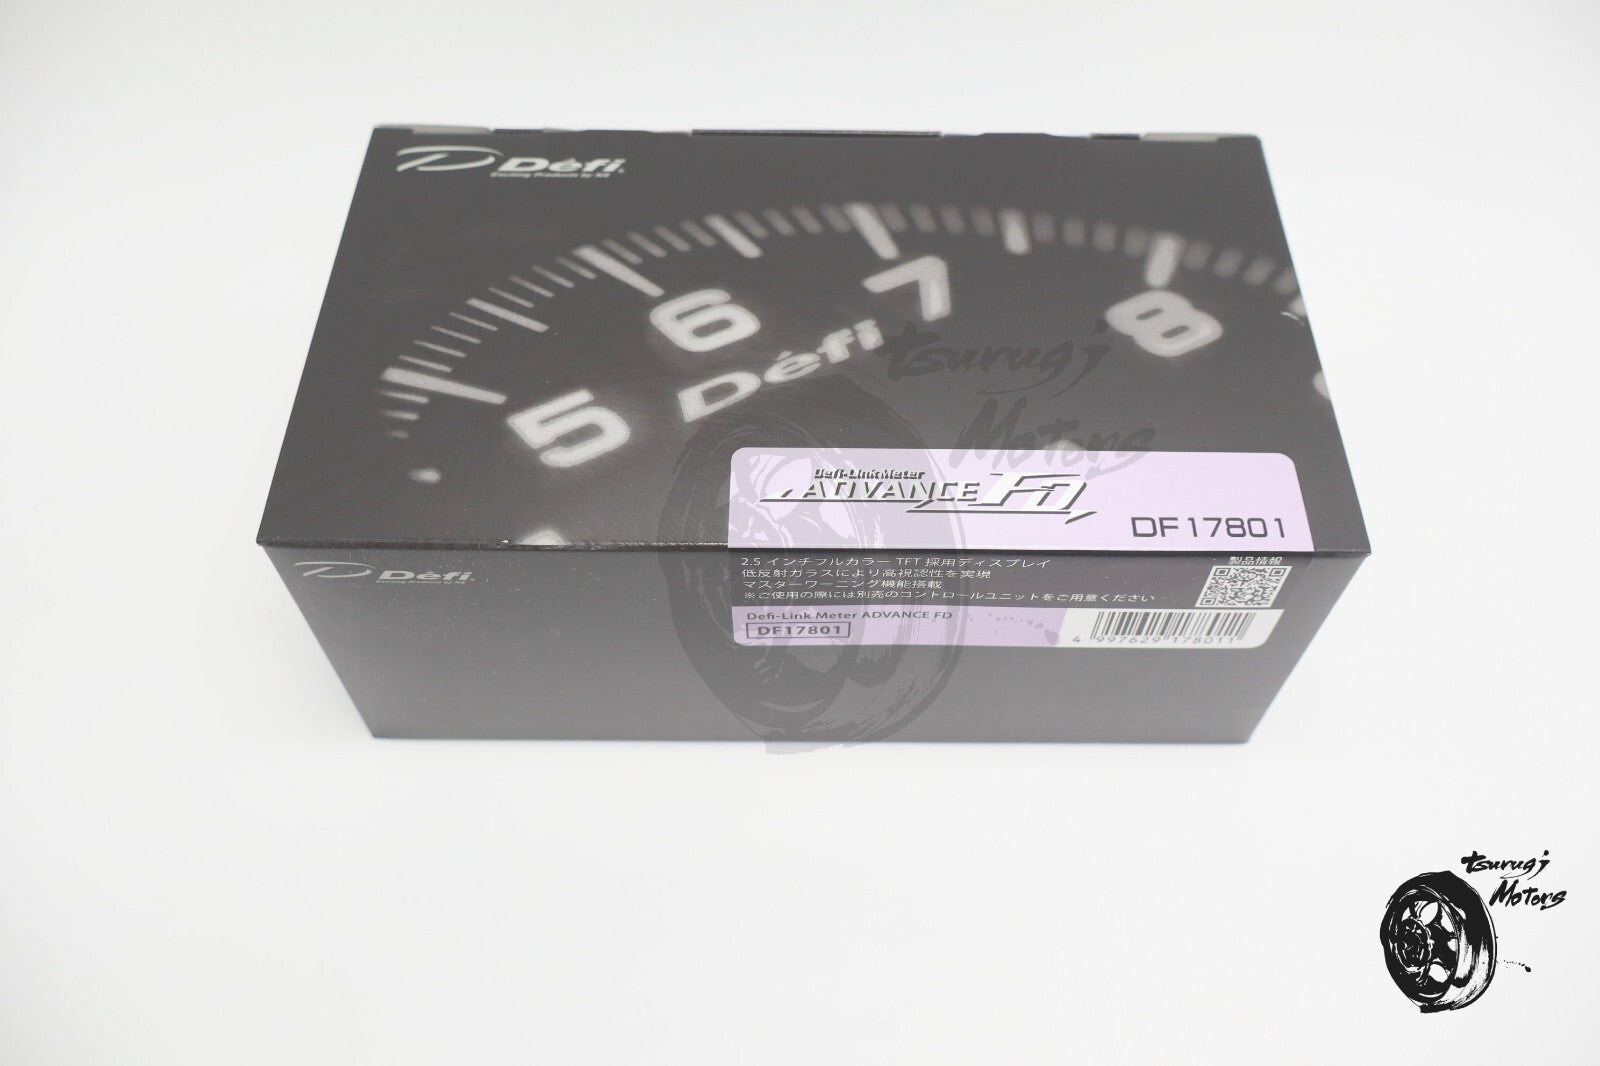 Défi
Exciting Products by NS
6
7
8
5
Défi
tsurugi
Motors
Defi-Link Meter
ADVANCE FD
DF17801
Défi
Exciting Products by NS
2.5 インチフルカラー TFT 採用ディスプレイ
低反射ガラスにより高視認性を実現
マスターワーニング機能搭載
※ご使用の際には別売のコントロールユニットをご用意ください
製品情報
Defi-Link Meter ADVANCE FD
DF17801
4 997629 178011
tsurugi
Motors